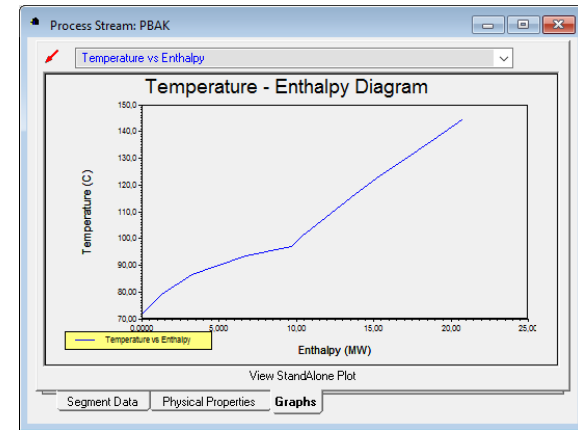 Process Stream: PBAK
Temperature vs Enthalpy
Temperature - Enthalpy Diagram
150,0
140,0
130,0
120,0
110,0
100,0
90,00
80,00
70,00
Temperature (C)
0,0000 5,000 10,00 15,00 20,00 25,00
Temperature vs Enthalpy
Enthalpy (MW)
View StandAlone Plot
Segment Data Physical Properties Graphs